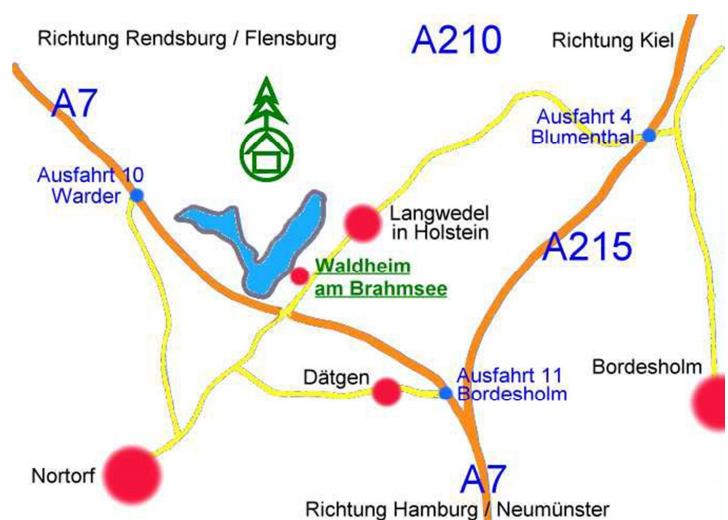 Richtung Rendsburg / Flensburg
A210
Richtung Kiel
A7
Ausfahrt 4
Blumenthal
Ausfahrt 10
Warder
Langwedel
in Holstein
A215
Waldheim
am Brahmsee
Dätgen
Ausfahrt 11
Bordesholm
Bordesholm
Nortorf
A7
Richtung Hamburg / Neumünster